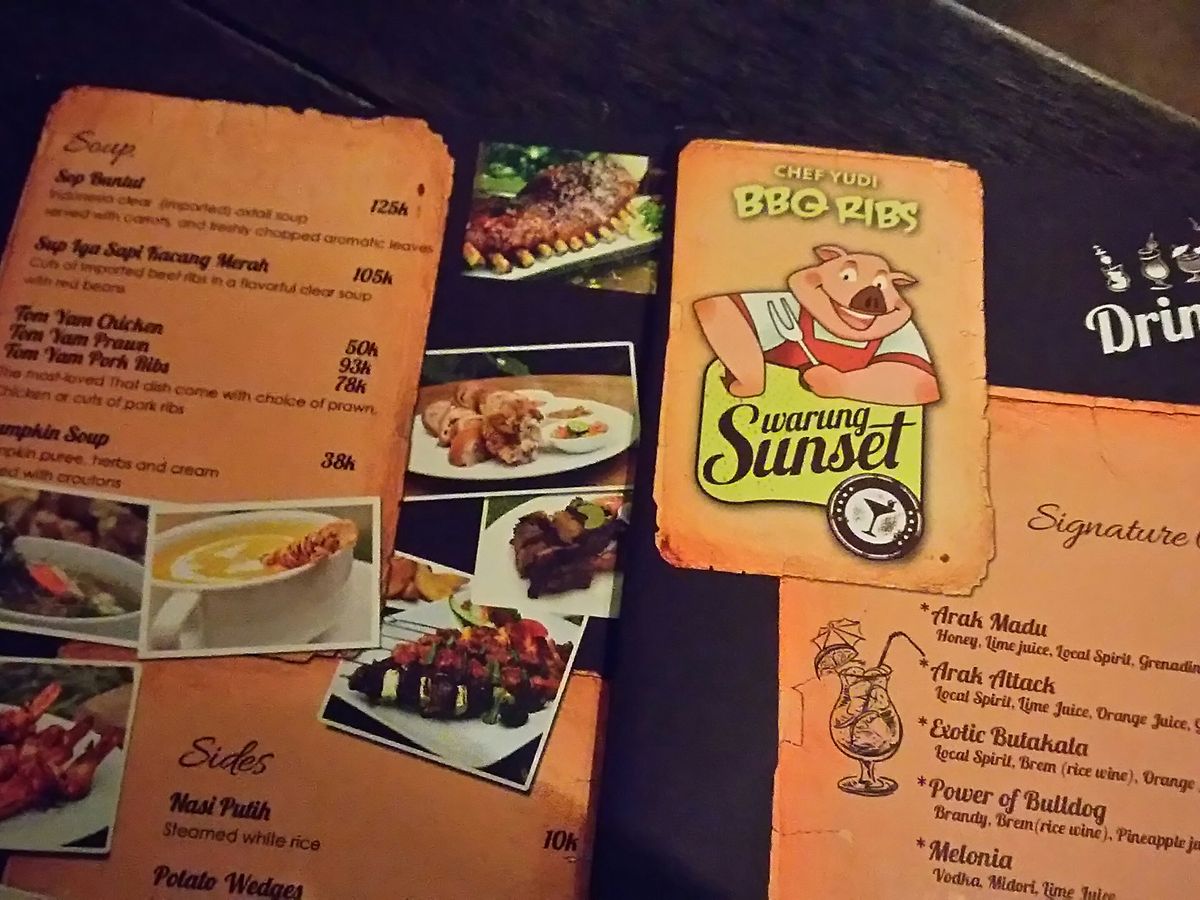 Soup
Sop Buntut
Indonesia clear (imported) oxtail soup
125k
served with carrots, and freshly chopped aromatic leaves
Sup Iga Sapi Kacang Merah
Cuts of imported beef ribs in a flavorful clear soup
105k
with red beans
Tom Yam Chicken
50k
Tom Yam Prawn
93k
Tom Yam Pork Ribs
78k
The most-loved Thai dish come with choice of prawn,
Chicken or cuts of pork ribs
umpkin Soup
mpkin puree, herbs and cream
38k
ed with croutons
Sides
Nasi Putih
Steamed white rice
10k
Potato Wedges
CHEF YUDI
BBQ RIBS
Warung
Sunset
Drin
Signature
*Arak Madu
Honey, Lime juice, Local Spirit, Grenadin
*Arak Attack
Local Spirit, Lime Juice, Orange Juice,
*Exotic Butakala
Local Spirit, Brem (rice wine), Orange
*Power of Bulldog
Brandy, Brem(rice wine), Pineapple ju
*Melonia
Vodka, Midori, Lime Juice